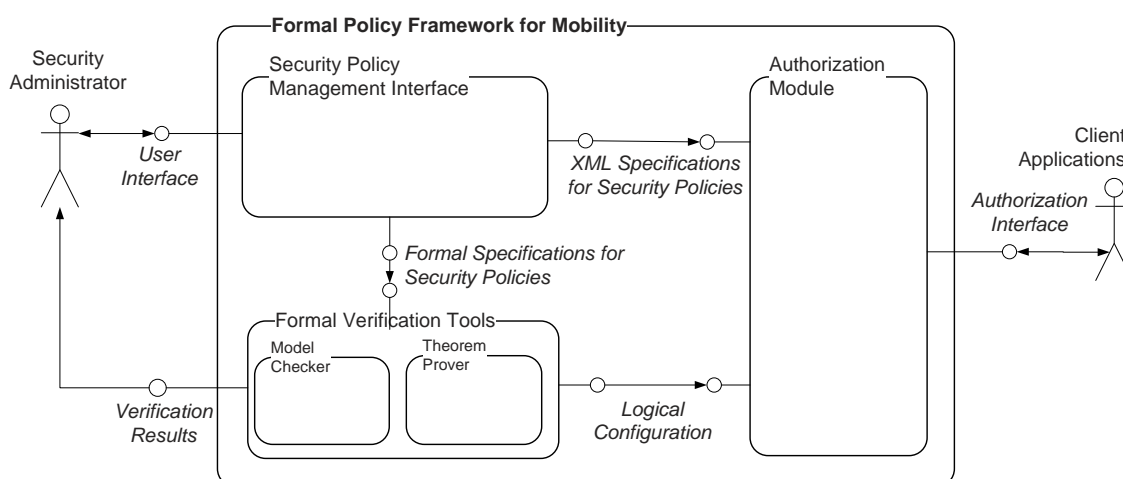 Formal Policy Framework for Mobility
Security
Administrator
Security Policy
Management Interface
Authorization
Module
User
Interface
XML Specifications
for Security Policies
Client
Applications
Authorization
Interface
Formal Specifications for
Security Policies
Formal Verification Tools
Model
Checker
Theorem
Prover
Verification
Results
Logical
Configuration